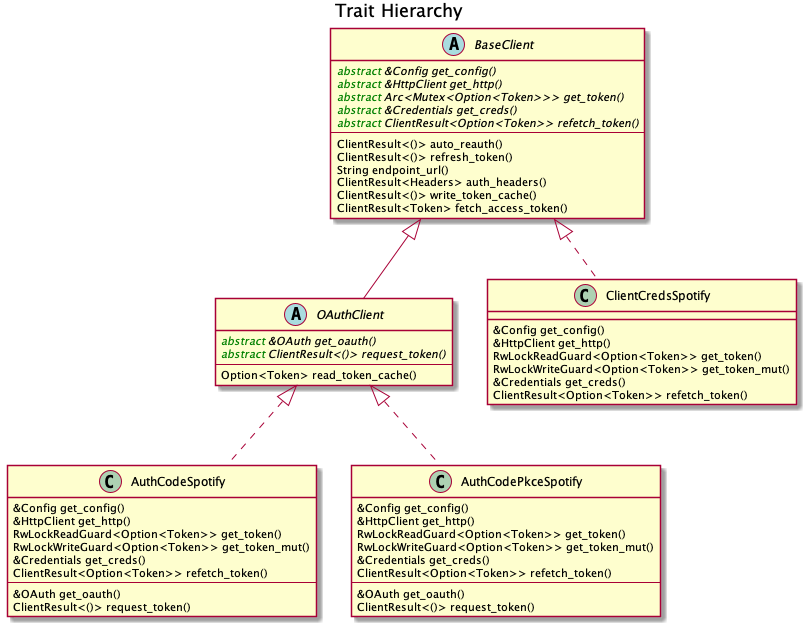 Trait Hierarchy
A BaseClient
abstract &Config get_config()
abstract &HttpClient get_http()
abstract Arc<Mutex<Option<Token>>> get_token()
abstract &Credentials get_creds()
abstract ClientResult<Option<Token>> refetch_token()
ClientResult<()> auto_reauth()
ClientResult<()> refresh_token()
String endpoint_url()
ClientResult<Headers> auth_headers()
ClientResult<()> write_token_cache()
ClientResult<Token> fetch_access_token()
A OAuthClient
abstract &OAuth get_oauth()
abstract ClientResult<()> request_token()
Option<Token> read_token_cache()
C ClientCredsSpotify
&Config get_config()
&HttpClient get_http()
RwLockReadGuard<Option<Token>> get_token()
RwLockWriteGuard<Option<Token>> get_token_mut()
&Credentials get_creds()
ClientResult<Option<Token>> refetch_token()
C AuthCodeSpotify
&Config get_config()
&HttpClient get_http()
RwLockReadGuard<Option<Token>> get_token()
RwLockWriteGuard<Option<Token>> get_token_mut()
&Credentials get_creds()
ClientResult<Option<Token>> refetch_token()
&OAuth get_oauth()
ClientResult<()> request_token()
C AuthCodePkceSpotify
&Config get_config()
&HttpClient get_http()
RwLockReadGuard<Option<Token>> get_token()
RwLockWriteGuard<Option<Token>> get_token_mut()
&Credentials get_creds()
ClientResult<Option<Token>> refetch_token()
&OAuth get_oauth()
ClientResult<()> request_token()